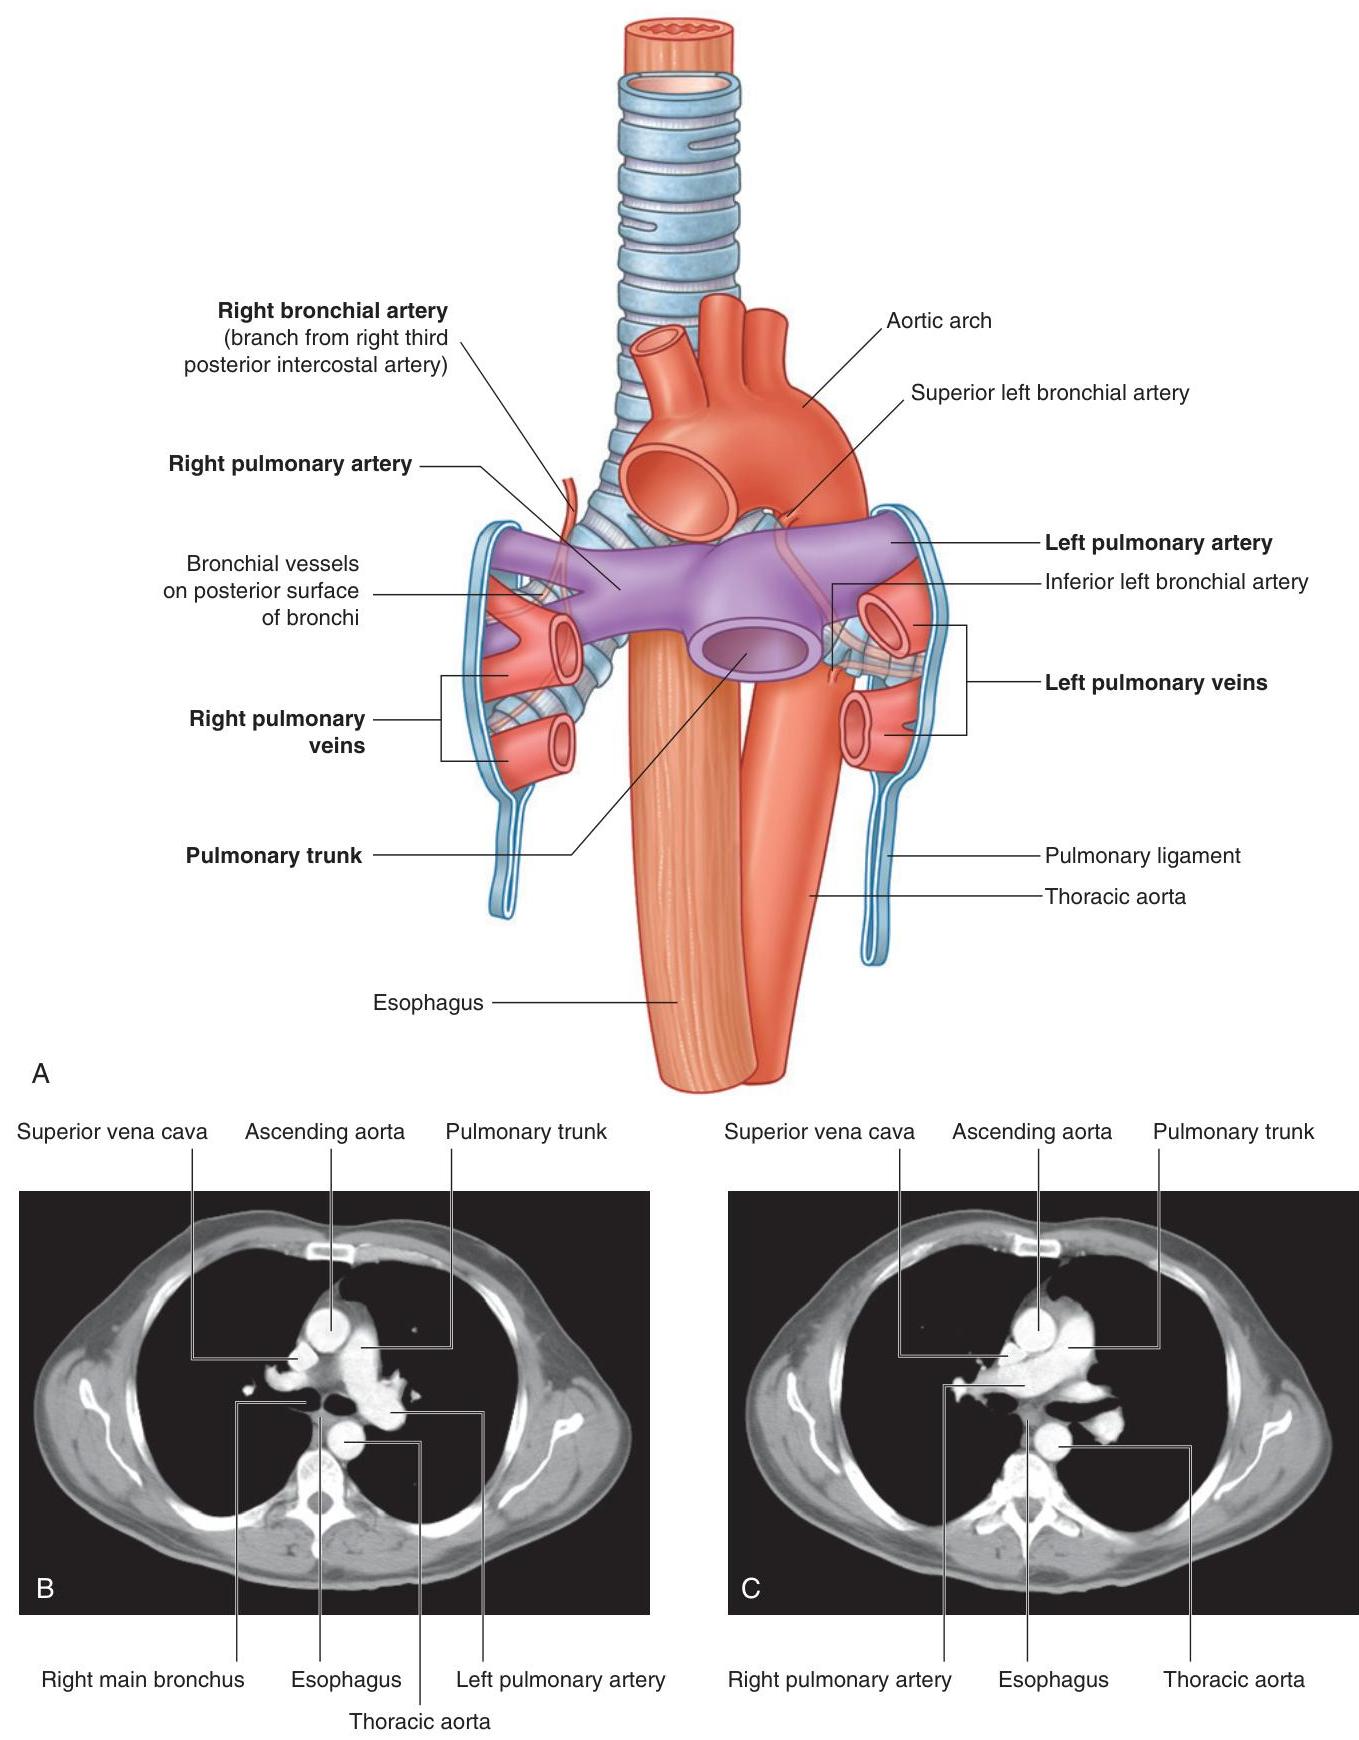 Right bronchial artery
(branch from right third
posterior intercostal artery)
Right pulmonary artery
Bronchial vessels
on posterior surface
of bronchi
Right pulmonary
veins
Pulmonary trunk
Esophagus
Aortic arch
Superior left bronchial artery
Left pulmonary artery
Inferior left bronchial artery
Left pulmonary veins
Pulmonary ligament
Thoracic aorta
A
Superior vena cava
Ascending aorta
Pulmonary trunk
B
Right main bronchus
Esophagus
Left pulmonary artery
Thoracic aorta
Superior vena cava
Ascending aorta
Pulmonary trunk
C
Right pulmonary artery
Esophagus
Thoracic aorta